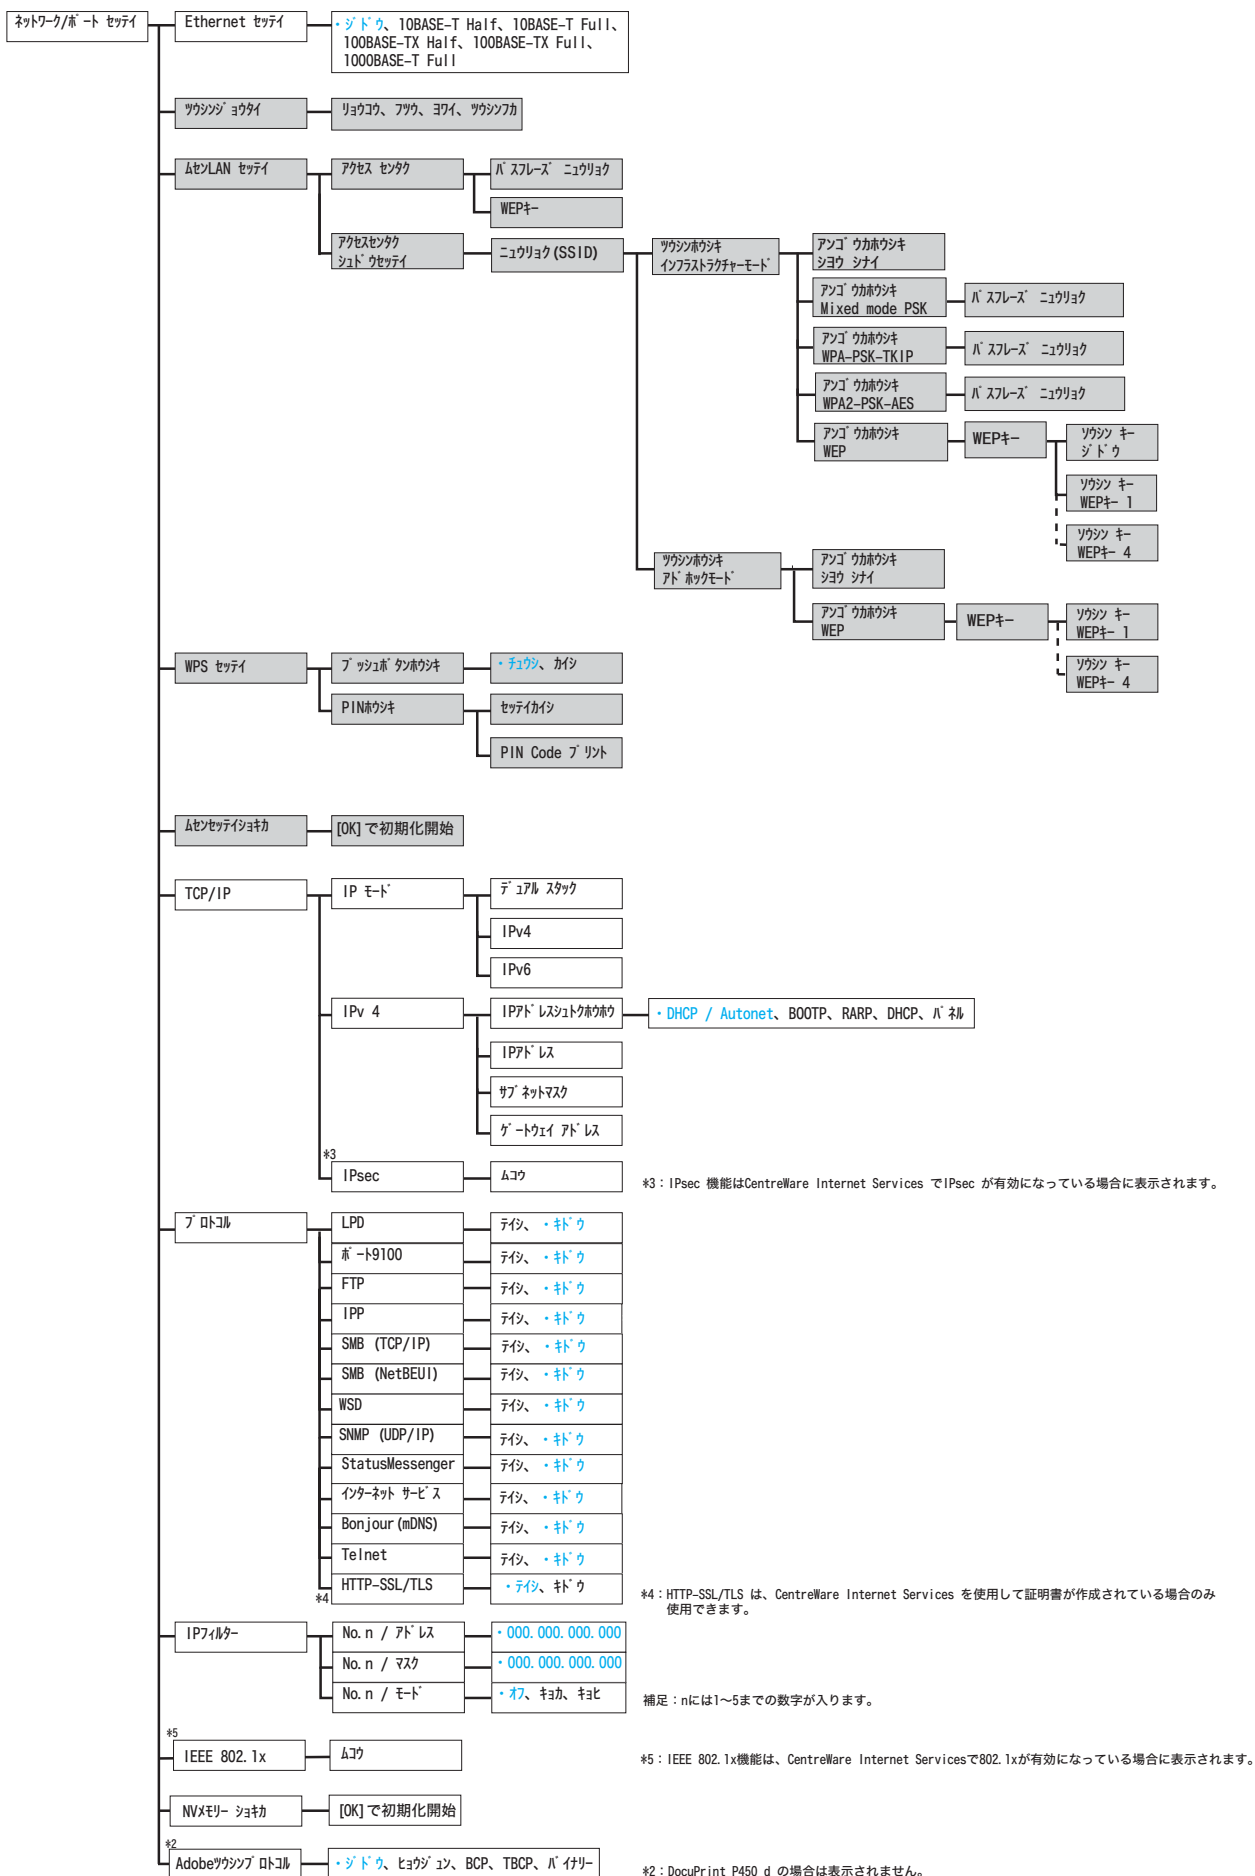 ﾈｯﾄﾜｰｸ/ﾎﾟｰﾄ ｾｯﾃｲ
Ethernet ｾｯﾃｲ
・ｼﾞﾄﾞｳ、10BASE-T Half、10BASE-T Full、
100BASE-TX Half、100BASE-TX Full、
1000BASE-T Full
ﾂｳｼﾝｼﾞｮｳﾀｲ
ﾘｮｳｺｳ、ﾌﾂｳ、ﾖﾜｲ、ﾂｳｼﾝﾌｶ
ﾑｾﾝLAN ｾｯﾃｲ
ｱｸｾｽ ｾﾝﾀｸ
ﾊﾟｽﾌﾚｰｽﾞ ﾆｭｳﾘｮｸ
WEPｷｰ
ｱｸｾｽｾﾝﾀｸ
ｼｭﾄﾞｳｾｯﾃｲ
ﾆｭｳﾘｮｸ(SSID)
ﾂｳｼﾝﾎｳｼｷ
ｲﾝﾌﾗｽﾄﾗｸﾁｬｰﾓｰﾄﾞ
ｱﾝｺﾞｳｶﾎｳｼｷ
ｼﾖｳ ｼﾅｲ
ｱﾝｺﾞｳｶﾎｳｼｷ
Mixed mode PSK
ﾊﾟｽﾌﾚｰｽﾞ ﾆｭｳﾘｮｸ
ｱﾝｺﾞｳｶﾎｳｼｷ
WPA-PSK-TKIP
ﾊﾟｽﾌﾚｰｽﾞ ﾆｭｳﾘｮｸ
ｱﾝｺﾞｳｶﾎｳｼｷ
WPA2-PSK-AES
ﾊﾟｽﾌﾚｰｽﾞ ﾆｭｳﾘｮｸ
ｱﾝｺﾞｳｶﾎｳｼｷ
WEP
WEPｷｰ
ｿｳｼﾝ ｷｰ
ｼﾞﾄﾞｳ
ｿｳｼﾝ ｷｰ
WEPｷｰ 1
ｿｳｼﾝ ｷｰ
WEPｷｰ 4
ﾂｳｼﾝﾎｳｼｷ
ｱﾄﾞﾎｯｸﾓｰﾄﾞ
ｱﾝｺﾞｳｶﾎｳｼｷ
ｼﾖｳ ｼﾅｲ
ｱﾝｺﾞｳｶﾎｳｼｷ
WEP
WEPｷｰ
ｿｳｼﾝ ｷｰ
WEPｷｰ 1
ｿｳｼﾝ ｷｰ
WEPｷｰ 4
WPS ｾｯﾃｲ
ﾌﾟｯｼｭﾎﾞﾀﾝﾎｳｼｷ
・ﾁｭｳｼ、ｶｲｼ
PINﾎｳｼｷ
ｾｯﾃｲｶｲｼ
PIN Code ﾌﾟﾘﾝﾄ
ﾑｾﾝｾｯﾃｲｼｮｷｶ
[OK]で初期化開始
TCP/IP
IP ﾓｰﾄﾞ
ﾃﾞｭｱﾙ ｽﾀｯｸ
IPv4
IPv6
IPv 4
IPｱﾄﾞﾚｽｼｭﾄｸﾎｳﾎｳ
・DHCP / Autonet、BOOTP、RARP、DHCP、ﾊﾟﾈﾙ
IPｱﾄﾞﾚｽ
ｻﾌﾞﾈｯﾄﾏｽｸ
ｹﾞｰﾄｳｪｲ ｱﾄﾞﾚｽ
*3
IPsec
ﾑｺｳ
*3：IPsec 機能はCentreWare Internet Services でIPsec が有効になっている場合に表示されます。
ﾌﾟﾛﾄｺﾙ
LPD
ﾃｲｼ、・ｷﾄﾞｳ
ﾎﾟｰﾄ9100
ﾃｲｼ、・ｷﾄﾞｳ
FTP
ﾃｲｼ、・ｷﾄﾞｳ
IPP
ﾃｲｼ、・ｷﾄﾞｳ
SMB (TCP/IP)
ﾃｲｼ、・ｷﾄﾞｳ
SMB (NetBEUI)
ﾃｲｼ、・ｷﾄﾞｳ
WSD
ﾃｲｼ、・ｷﾄﾞｳ
SNMP (UDP/IP)
ﾃｲｼ、・ｷﾄﾞｳ
StatusMessenger
ﾃｲｼ、・ｷﾄﾞｳ
ｲﾝﾀｰﾈｯﾄ ｻｰﾋﾞｽ
ﾃｲｼ、・ｷﾄﾞｳ
Bonjour(mDNS)
ﾃｲｼ、・ｷﾄﾞｳ
Telnet
ﾃｲｼ、・ｷﾄﾞｳ
*4
HTTP-SSL/TLS
・ﾃｲｼ、ｷﾄﾞｳ
*4：HTTP-SSL/TLS は、CentreWare Internet Services を使用して証明書が作成されている場合のみ
使用できます。
IPﾌｨﾙﾀｰ
No.n / ｱﾄﾞﾚｽ
・000.000.000.000
No.n / ﾏｽｸ
・000.000.000.000
No.n / ﾓｰﾄﾞ
・ｵﾌ、ｷｮｶ、ｷｮﾋ
補足：nには1～5までの数字が入ります。
*5
IEEE 802.1x
ﾑｺｳ
*5：IEEE 802.1x機能は、CentreWare Internet Servicesで802.1xが有効になっている場合に表示されます。
NVﾒﾓﾘｰ ｼｮｷｶ
[OK]で初期化開始
*2
Adobeﾂｳｼﾝﾌﾟﾛﾄｺﾙ
・ｼﾞﾄﾞｳ、ﾋｮｳｼﾞｭﾝ、BCP、TBCP、ﾊﾞｲﾅﾘｰ
*2：DocuPrint P450 d の場合は表示されません。